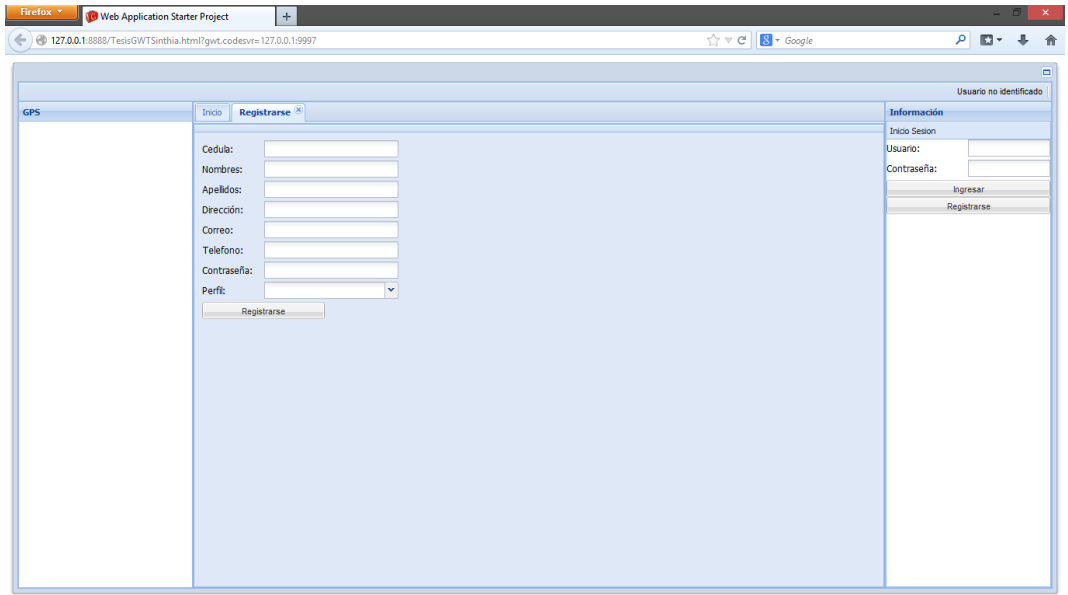 Firefox
Web Application Starter Project
127.0.0.1:8888/TesisGWTSinthia.html?gwt.codesvr=127.0.0.1:9997
Google
Usuario no identificado
GPS
Inicio
Registrarse
Información
Inicio Sesion
Cedula:
Nombres:
Apellidos:
Dirección:
Correo:
Telefono:
Contraseña:
Perfil:
Registrarse
Usuario:
Contraseña:
Ingresar
Registrarse